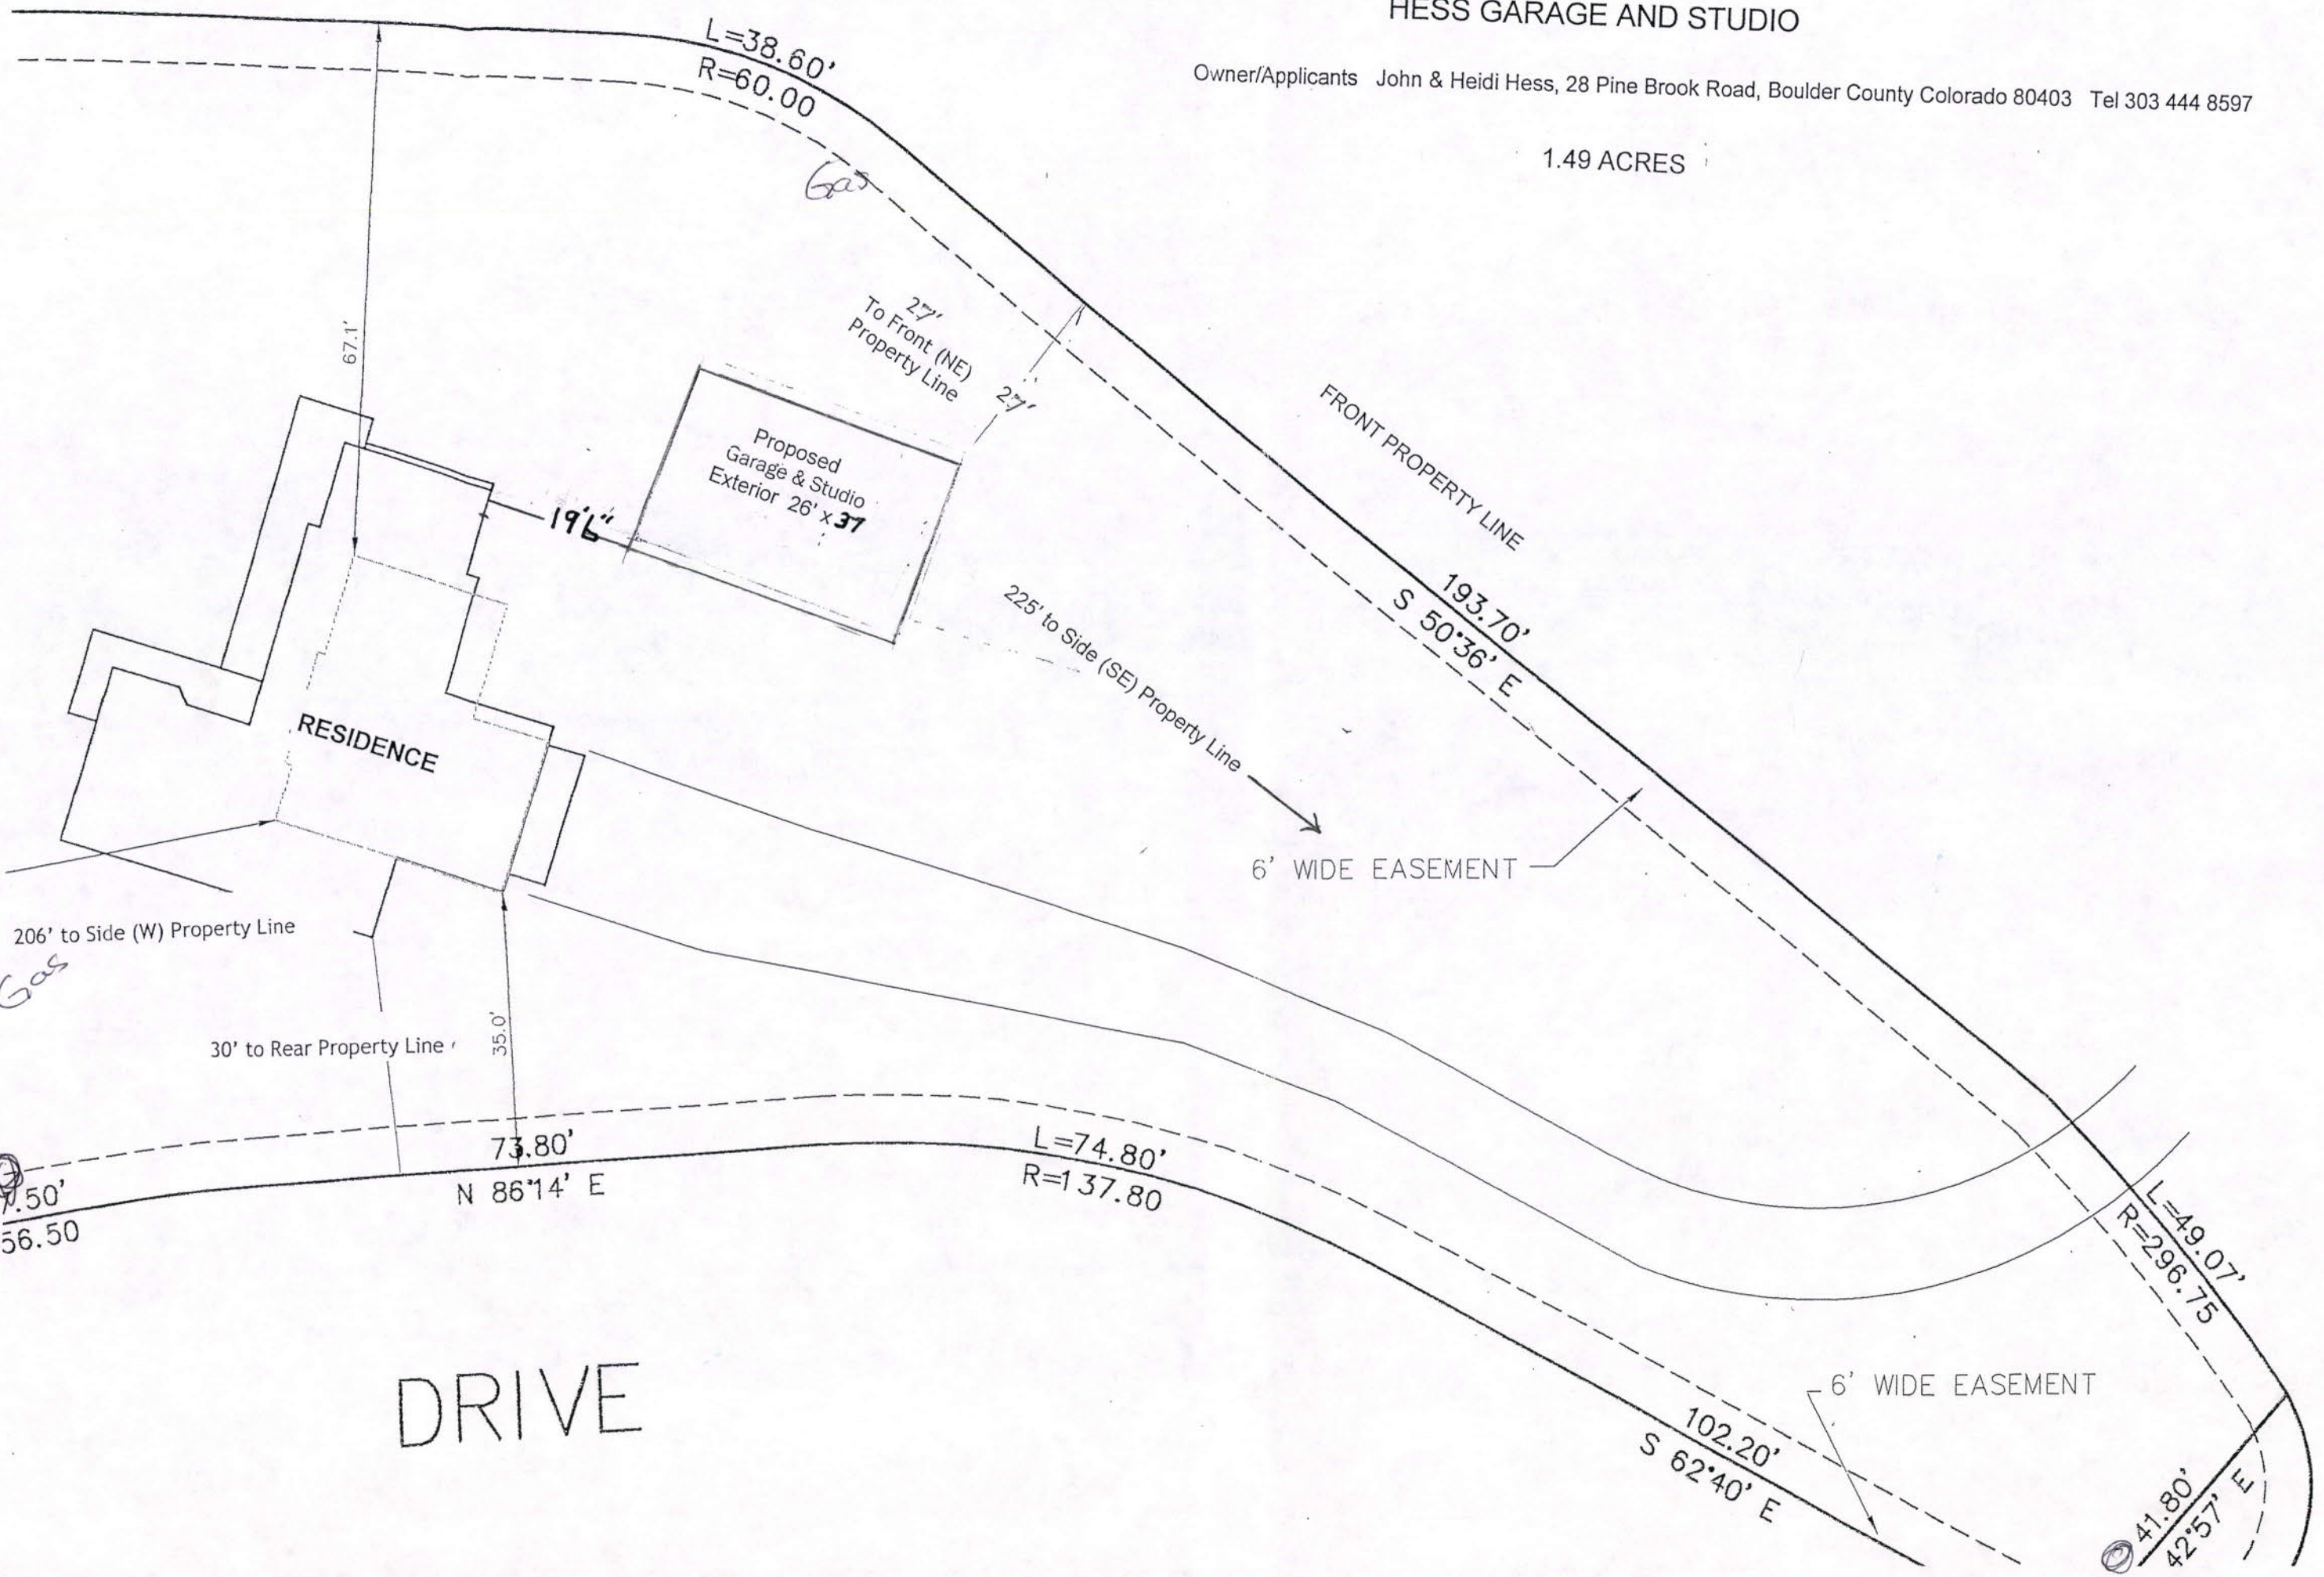 HESS GARAGE AND STUDIO
Owner/Applicants John & Heidi Hess, 28 Pine Brook Road, Boulder County Colorado 80403 Tel 303 444 8597
1.49 ACRES
L=38.60'
R=60.00
Gas
67.1'
27'
To Front (NE)
Property Line
27'
Proposed
Garage & Studio
Exterior 26' x 37
19'6"
FRONT PROPERTY LINE
193.70'
S 50°36' E
225' to Side (SE) Property Line
6' WIDE EASEMENT
RESIDENCE
206' to Side (W) Property Line
Gas
30' to Rear Property Line
35.0'
73.80'
N 86°14' E
.50'
56.50
L=74.80'
R=137.80
L=49.07'
R=296.75
DRIVE
6' WIDE EASEMENT
102.20'
S 62°40' E
41.80'
42°57' E